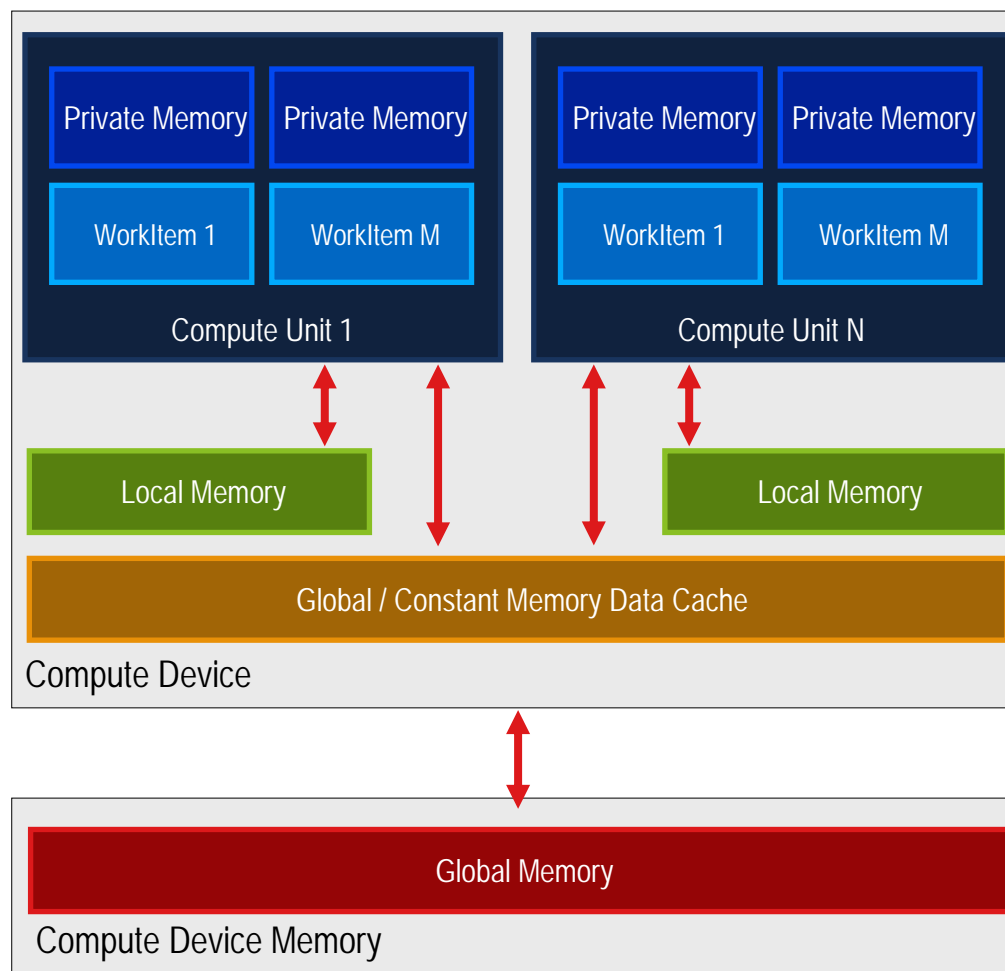 Private Memory
Private Memory
Private Memory
Private Memory
WorkItem 1
WorkItem M
WorkItem 1
WorkItem M
Compute Unit 1
Compute Unit N
Local Memory
Local Memory
Global / Constant Memory Data Cache
Compute Device
Global Memory
Compute Device Memory